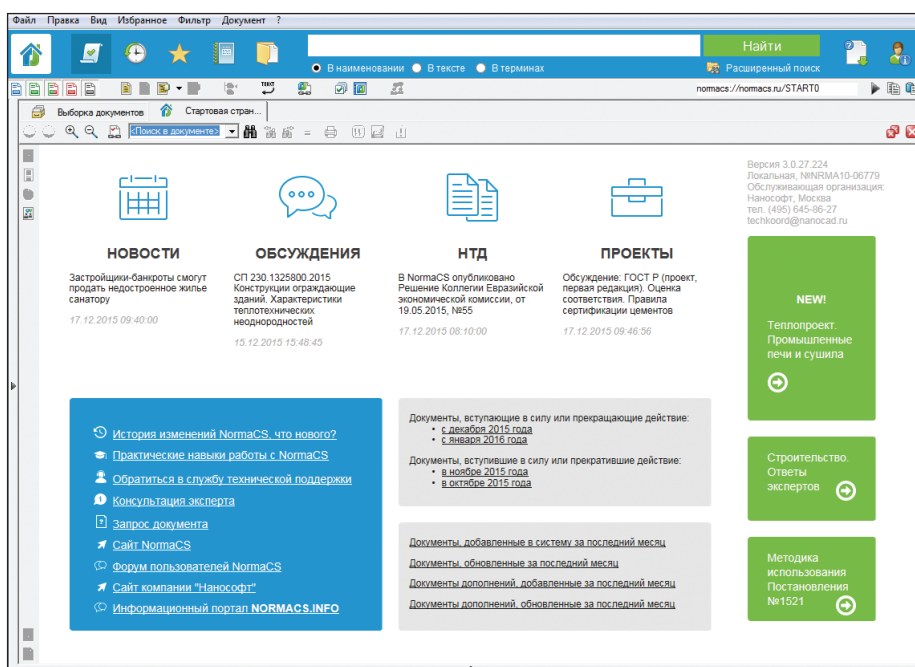 Файл Правка Вид Избранное Фильтр Документ ?
Найти
В наименовании В тексте В терминах
Расширенный поиск
ТЕКСТ
normacs://normacs.ru/START0
Выборка документов Стартовая стран...
<Поиск в документе>
Версия 3.0.27.224
Локальная, №NRMA10-06779
Обслуживающая организация:
Нанософт, Москва
тел. (495) 645-86-27
techkoord@nanocad.ru
НОВОСТИ
Застройщики-банкроты смогут
продать недостроенное жилье
санатору
17.12.2015 09:40:00
ОБСУЖДЕНИЯ
СП 230.1325800.2015
Конструкции ограждающие
зданий. Характеристики
теплотехнических
неоднородностей
15.12.2015 15:48:45
НТД
В NormaCS опубликовано
Решение Коллегии Евразийской
экономической комиссии, от
19.05.2015, №55
17.12.2015 08:10:00
ПРОЕКТЫ
Обсуждение: ГОСТ Р (проект,
первая редакция). Оценка
соответствия. Правила
сертификации цементов
17.12.2015 09:46:56
NEW!
Теплопроект.
Промышленные
печи и сушила
История изменений NormaCS, что нового?
Практические навыки работы с NormaCS
Обратиться в службу технической поддержки
Консультация эксперта
Запрос документа
Сайт NormaCS
Форум пользователей NormaCS
Сайт компании "Нанософт"
Информационный портал NORMACS.INFO
Документы, вступающие в силу или прекращающие действие:
• с декабря 2015 года
• с января 2016 года
Документы, вступившие в силу или прекратившие действие:
• в ноябре 2015 года
• в октябре 2015 года
Документы, добавленные в систему за последний месяц
Документы, обновленные за последний месяц
Документы дополнений, добавленные за последний месяц
Документы дополнений, обновленные за последний месяц
Строительство.
Ответы
экспертов
Методика
использования
Постановления
№1521